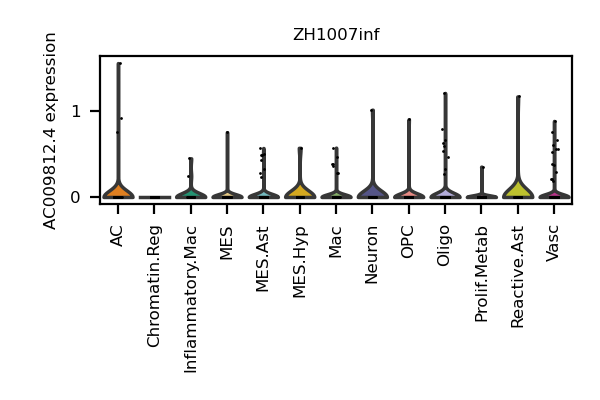 ZH1007inf
AC009812.4 expression
1
0
AC
Chromatin.Reg
Inflammatory.Mac
MES
MES.Ast
MES.Hyp
Mac
Neuron
OPC
Oligo
Prolif.Metab
Reactive.Ast
Vasc